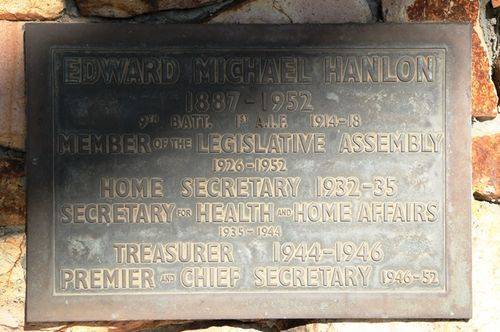 EDWARD MICHAEL HANLON
1887-1952
9TH BATT. 1ST A.I.F. 1914-18
MEMBER OF THE LEGISLATIVE ASSEMBLY
1926-1952
HOME SECRETARY 1932-35
SECRETARY FOR HEALTH AND HOME AFFAIRS
1935-1944
TREASURER 1944-1946
PREMIER AND CHIEF SECRETARY 1946-52